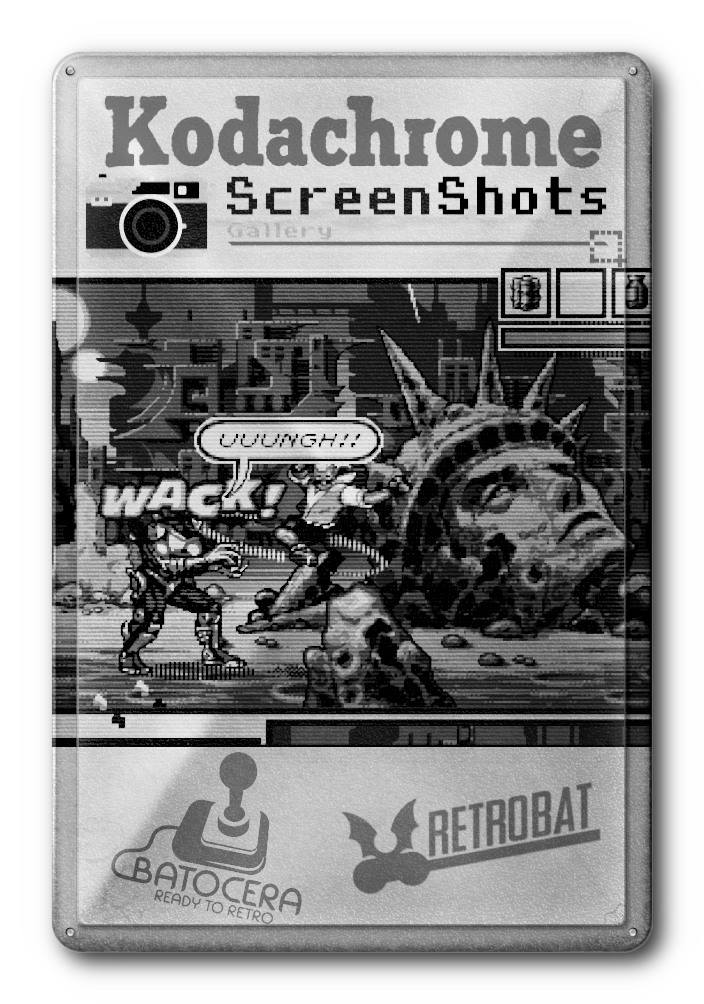 Kodachrome
ScreenShots
Gallery
UUUNGH!!
WACK!
BATOCERA
READY TO RETRO
RETROBAT